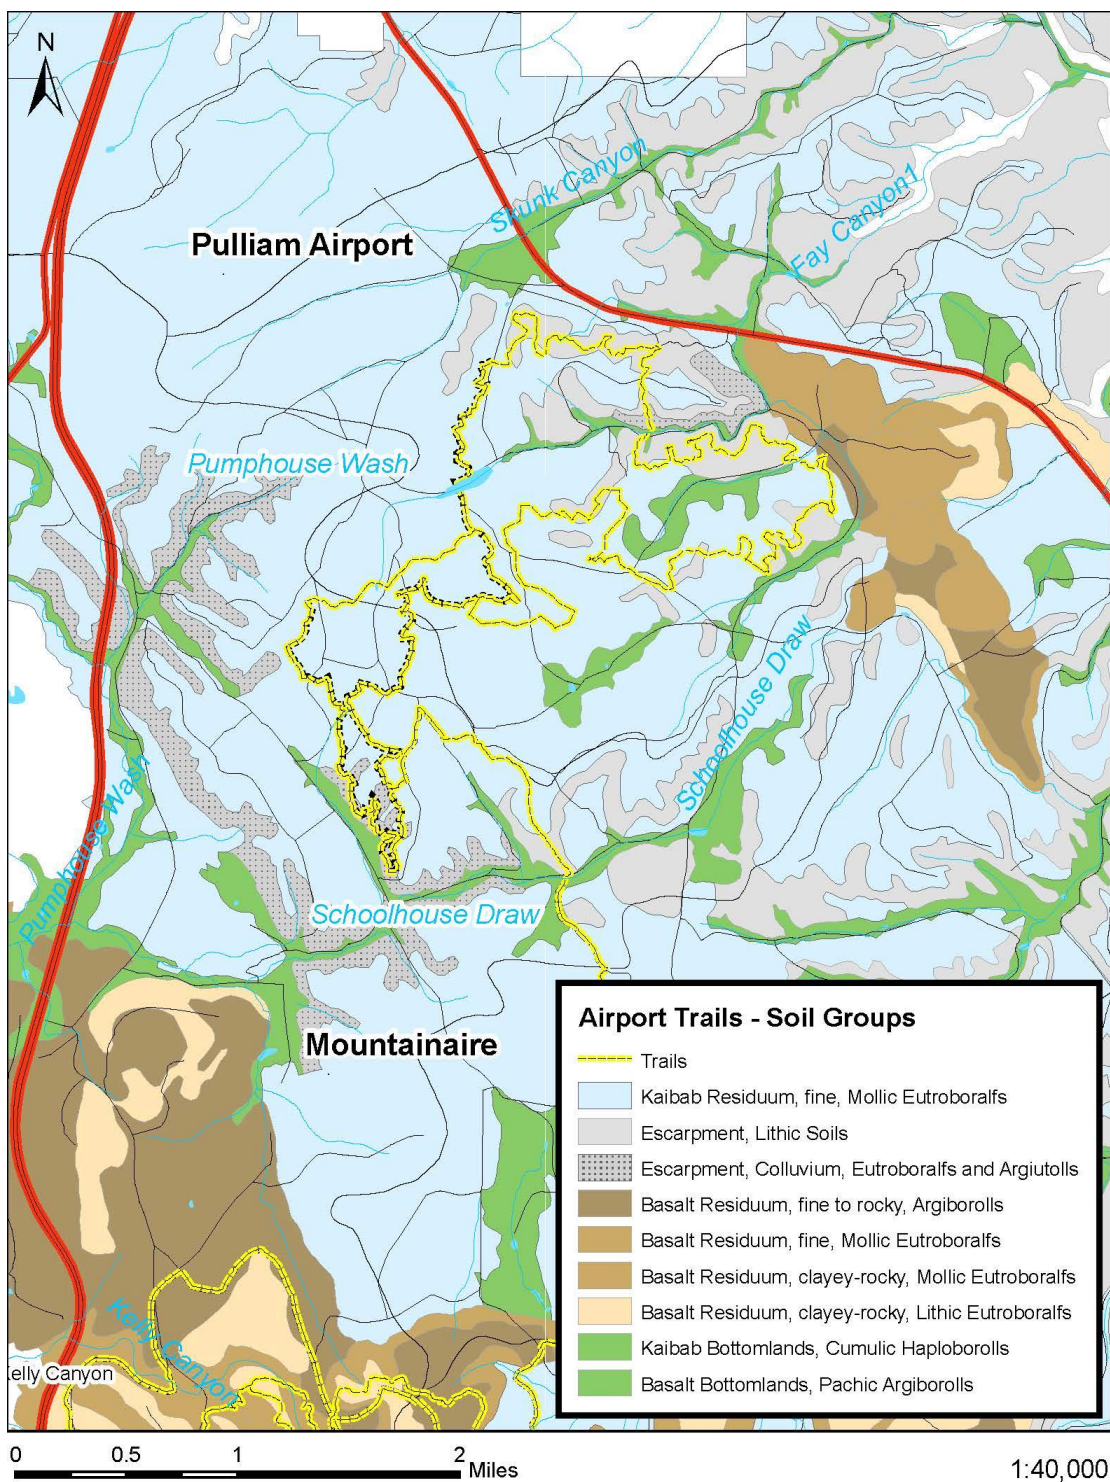 N
Skunk Canyon
Fay Canyon1
Pulliam Airport
Pumphouse Wash
Schoolhouse Draw
Pumphouse Wash
Schoolhouse Draw
Mountainaire
Airport Trails - Soil Groups
Trails
Kaibab Residuum, fine, Mollic Eutroboralfs
Escarpment, Lithic Soils
Escarpment, Colluvium, Eutroboralfs and Argiutolls
Basalt Residuum, fine to rocky, Argiborolls
Basalt Residuum, fine, Mollic Eutroboralfs
Basalt Residuum, clayey-rocky, Mollic Eutroboralfs
Basalt Residuum, clayey-rocky, Lithic Eutroboralfs
Kaibab Bottomlands, Cumulic Haploborolls
Basalt Bottomlands, Pachic Argiborolls
Kelly Canyon
Kelly Canyon
0 0.5 1 2
Miles
1:40,000